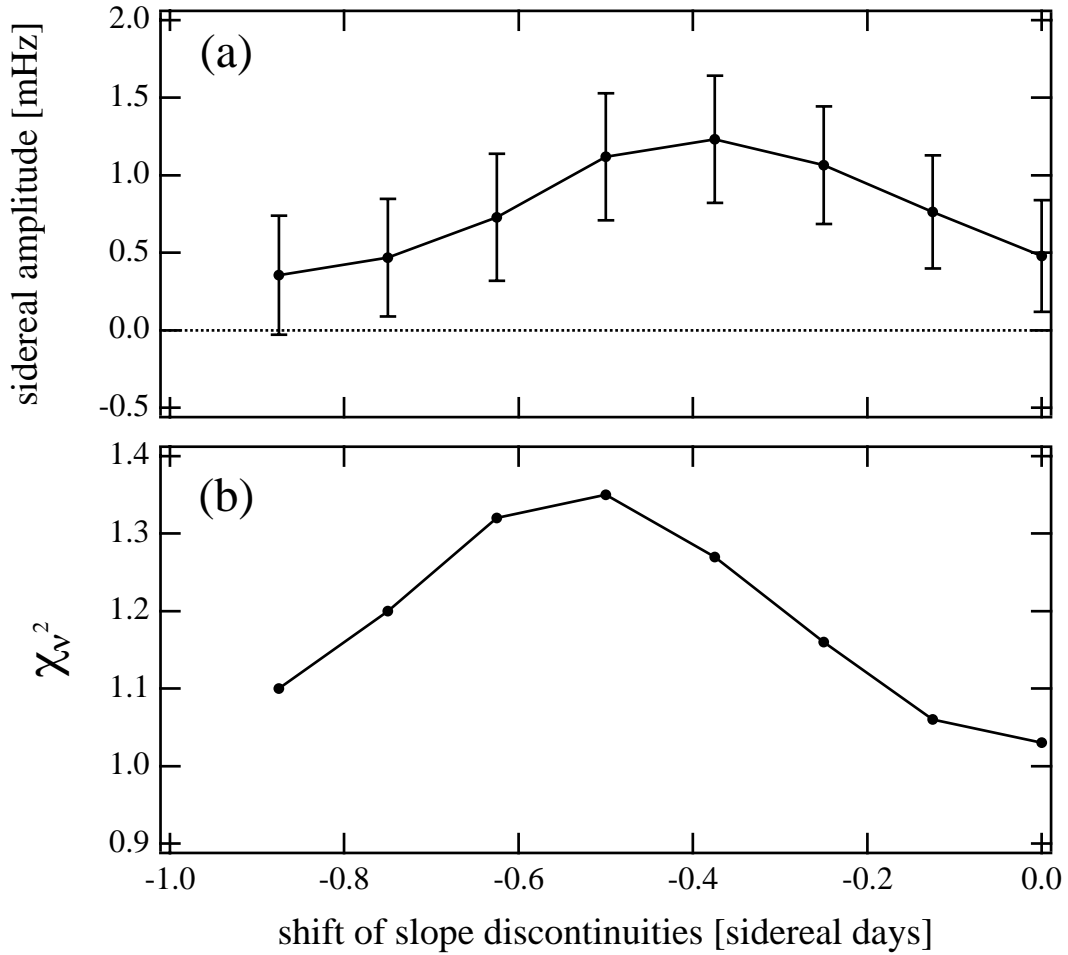 (a)
sidereal amplitude [mHz]
2.0
1.5
1.0
0.5
0.0
-0.5
(b)
χν²
1.4
1.3
1.2
1.1
1.0
0.9
-1.0 -0.8 -0.6 -0.4 -0.2 0.0
shift of slope discontinuities [sidereal days]